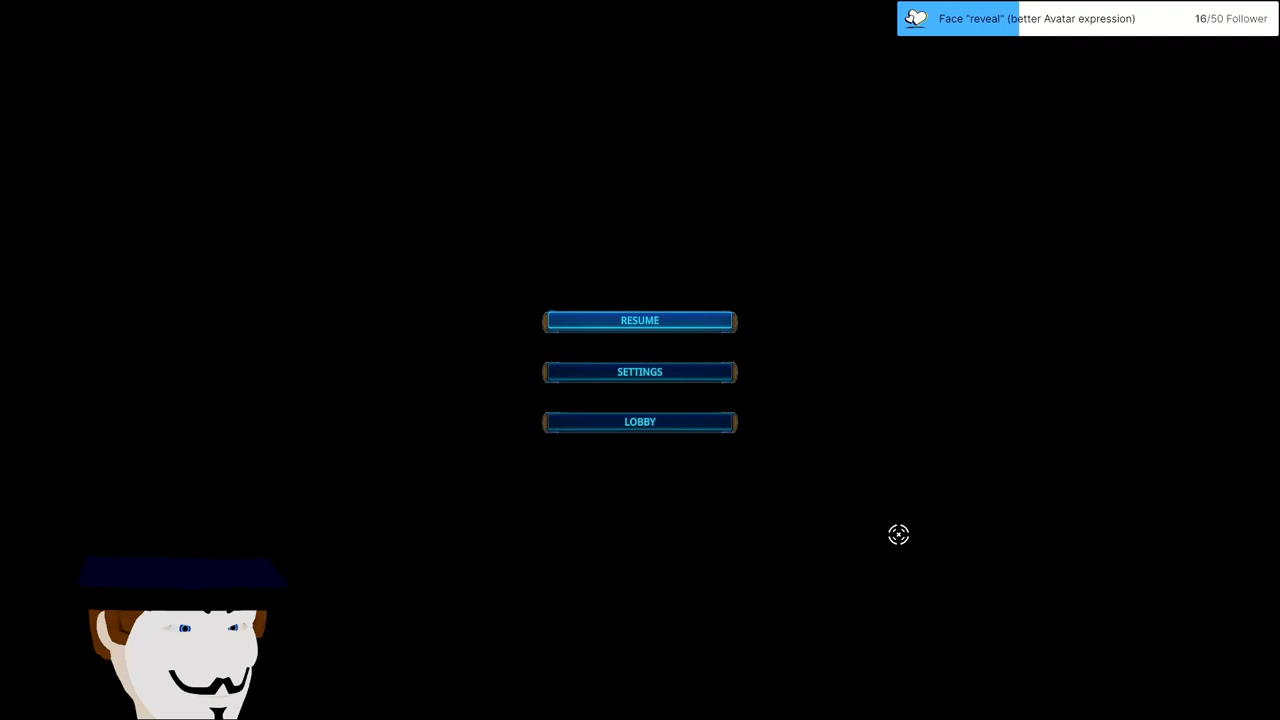 Face "reveal" (better Avatar expression) 16/50 Follower
RESUME
SETTINGS
LOBBY